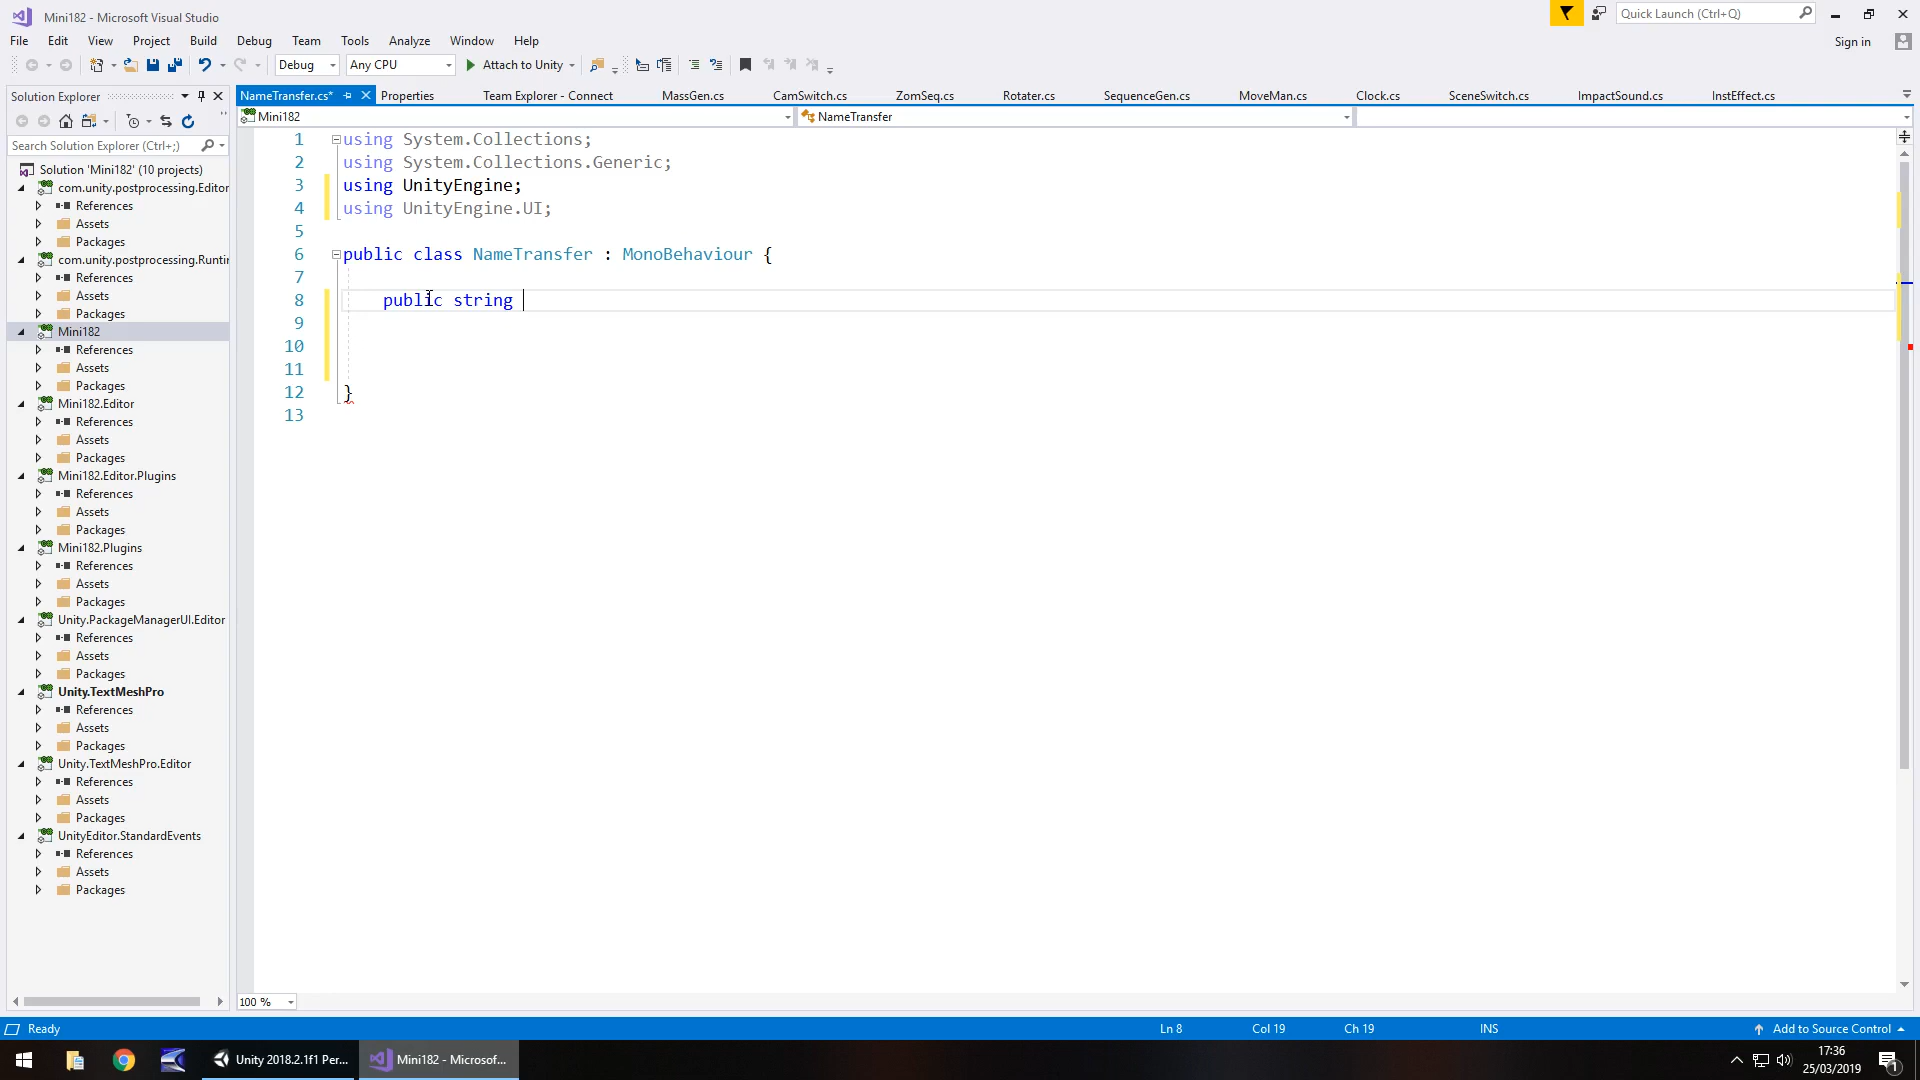 Mini182 - Microsoft Visual Studio
Quick Launch (Ctrl+Q)
File Edit View Project Build Debug Team Tools Analyze Window Help
Sign in
Debug Any CPU Attach to Unity
Solution Explorer
NameTransfer.cs* Properties Team Explorer - Connect MassGen.cs CamSwitch.cs ZomSeq.cs Rotater.cs SequenceGen.cs MoveMan.cs Clock.cs SceneSwitch.cs ImpactSound.cs InstEffect.cs
Mini182 NameTransfer
Search Solution Explorer (Ctrl+;)
Solution 'Mini182' (10 projects)
com.unity.postprocessing.Editor
References
Assets
Packages
com.unity.postprocessing.Runtin
References
Assets
Packages
Mini182
References
Assets
Packages
Mini182.Editor
References
Assets
Packages
Mini182.Editor.Plugins
References
Assets
Packages
Mini182.Plugins
References
Assets
Packages
Unity.PackageManagerUI.Editor
References
Assets
Packages
Unity.TextMeshPro
References
Assets
Packages
Unity.TextMeshPro.Editor
References
Assets
Packages
UnityEditor.StandardEvents
References
Assets
Packages
1 using System.Collections;
2 using System.Collections.Generic;
3 using UnityEngine;
4 using UnityEngine.UI;
5
6 public class NameTransfer : MonoBehaviour {
7
8 public string
9
10
11
12 }
13
100 %
Ready Ln 8 Col 19 Ch 19 INS Add to Source Control
Unity 2018.2.1f1 Per... Mini182 - Microsof...
17:36
25/03/2019
1